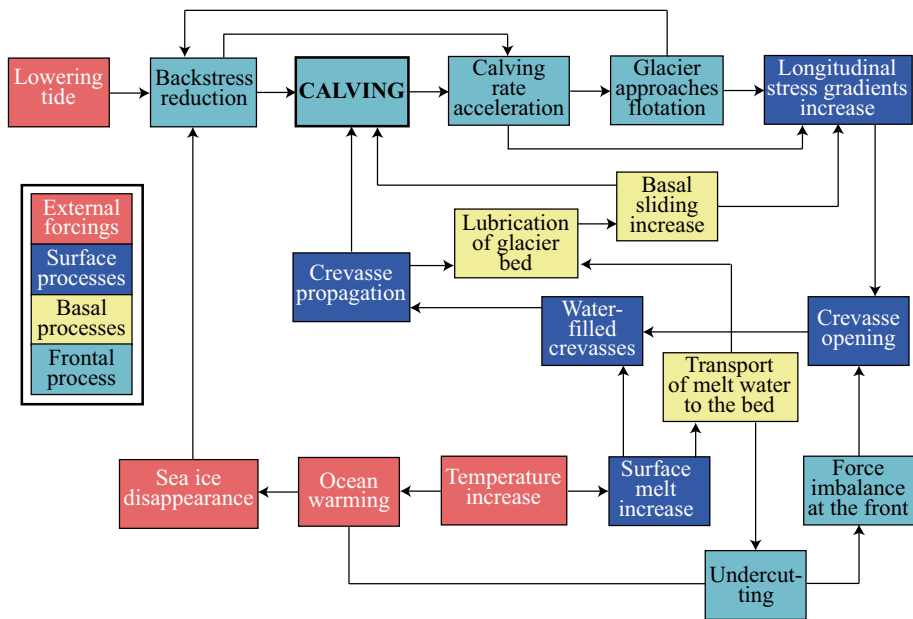 Lowering
tide
Backstress
reduction
CALVING
Calving
rate
acceleration
Glacier
approaches
flotation
Longitudinal
stress gradients
increase
External
forcings
Surface
processes
Basal
processes
Frontal
process
Basal
sliding
increase
Lubrication
of glacier
bed
Crevasse
propagation
Water-
filled
crevasses
Crevasse
opening
Transport
of melt water
to the bed
Sea ice
disappearance
Ocean
warming
Temperature
increase
Surface
melt
increase
Force
imbalance
at the front
Undercut-
ting